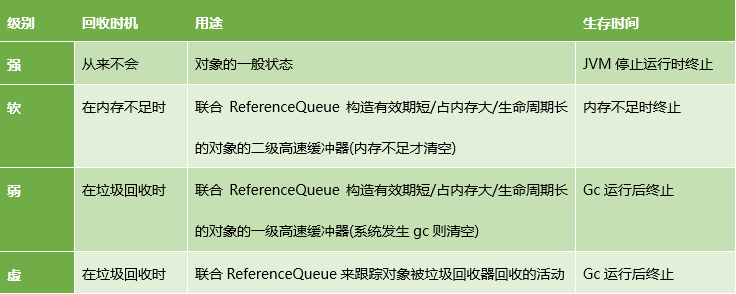 级别 回收时机 用途 生存时间
强 从来不会 对象的一般状态 JVM 停止运行时终止
软 在内存不足时 联合 ReferenceQueue 构造有效期短/占内存大/生命周期长 内存不足时终止
的对象的二级高速缓冲器(内存不足才清空)
弱 在垃圾回收时 联合 ReferenceQueue 构造有效期短/占内存大/生命周期长 Gc 运行后终止
的对象的一级高速缓冲器(系统发生 gc 则清空)
虚 在垃圾回收时 联合 ReferenceQueue 来跟踪对象被垃圾回收器回收的活动 Gc 运行后终止